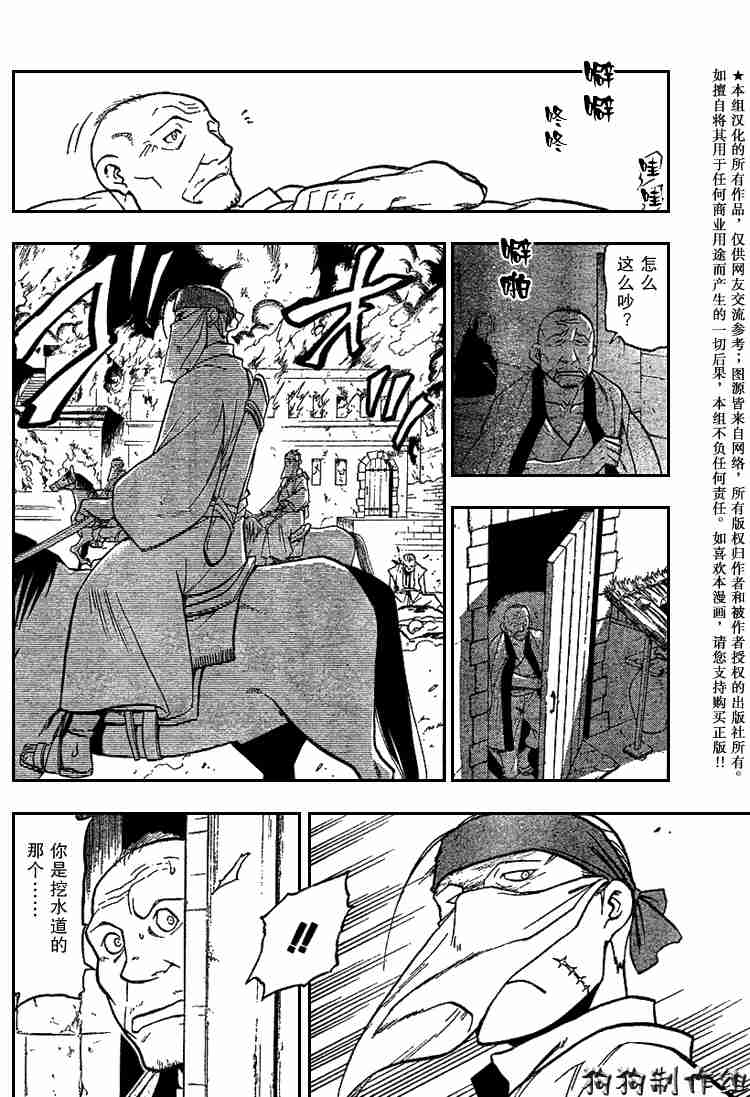 噼
噼
咚
咚
哇
哇
怎么
这么吵？
噼
啪
オオ
你是挖水道的
那个……
!!
★本组汉化的所有作品，仅供网友交流参考；图源皆来自网络，所有版权归作者和被作者授权的出版社所有。
如擅自将其用于任何商业用途而产生的一切后果，本组不负任何责任。如喜欢本漫画，请您支持购买正版!!
狗狗制作组